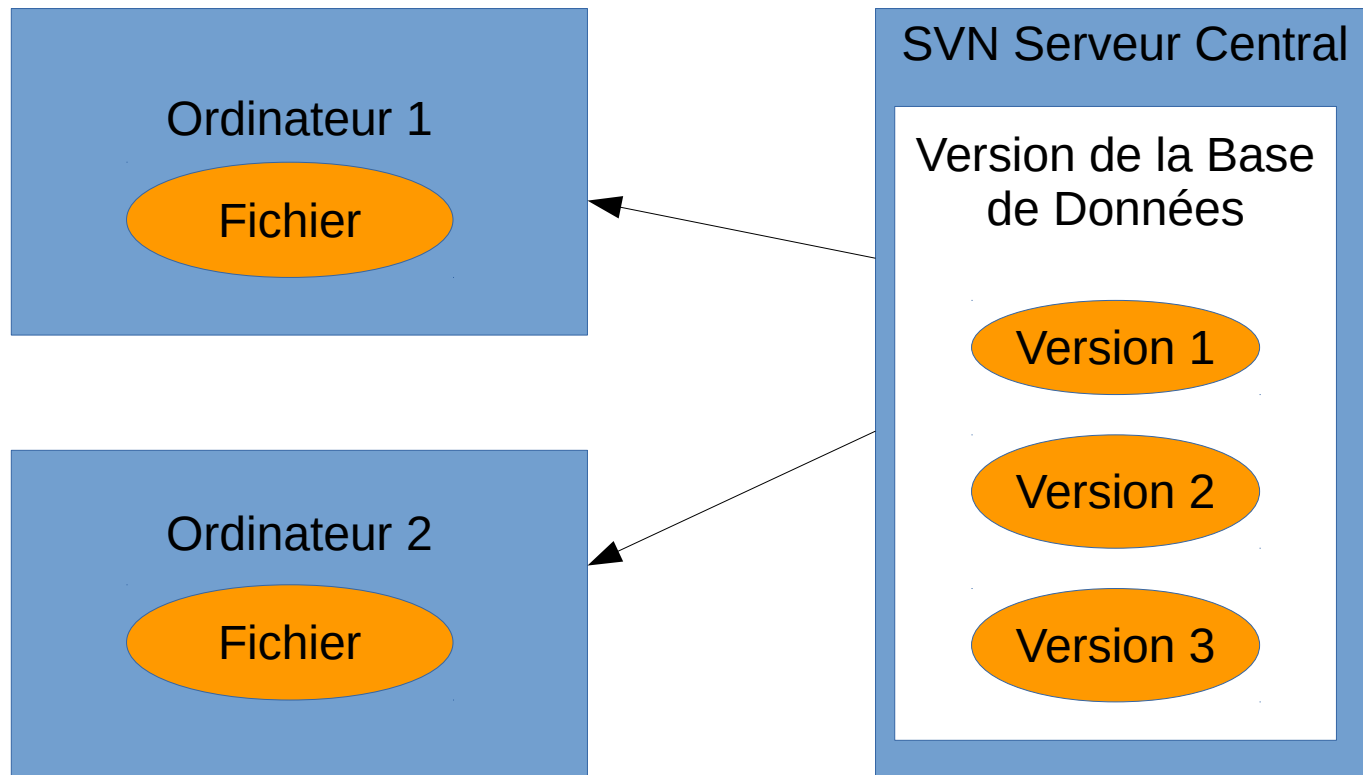 Ordinateur 1
Fichier
Ordinateur 2
Fichier
SVN Serveur Central
Version de la Base
de Données
Version 1
Version 2
Version 3